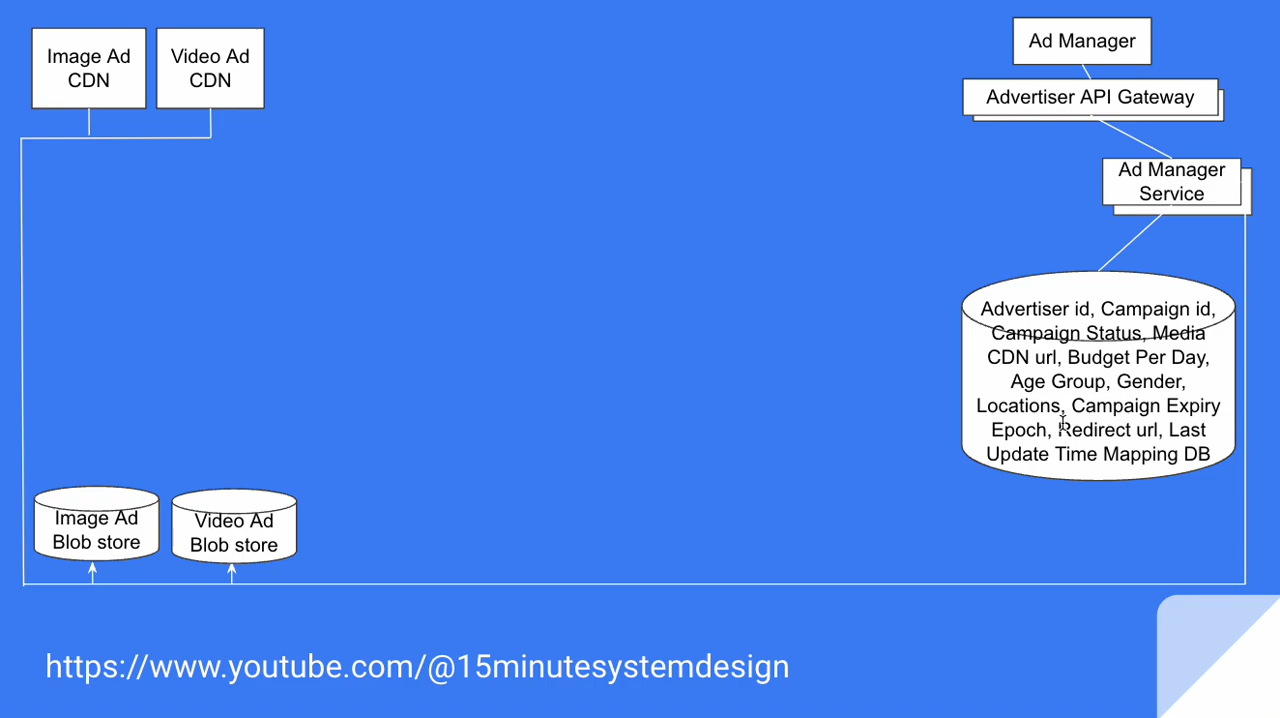 Image Ad
CDN
Video Ad
CDN
Ad Manager
Advertiser API Gateway
Ad Manager
Service
Advertiser id, Campaign id,
Campaign Status, Media
CDN url, Budget Per Day,
Age Group, Gender,
Locations, Campaign Expiry
Epoch, Redirect url, Last
Update Time Mapping DB
Image Ad
Blob store
Video Ad
Blob store
https://www.youtube.com/@15minutesystemdesign